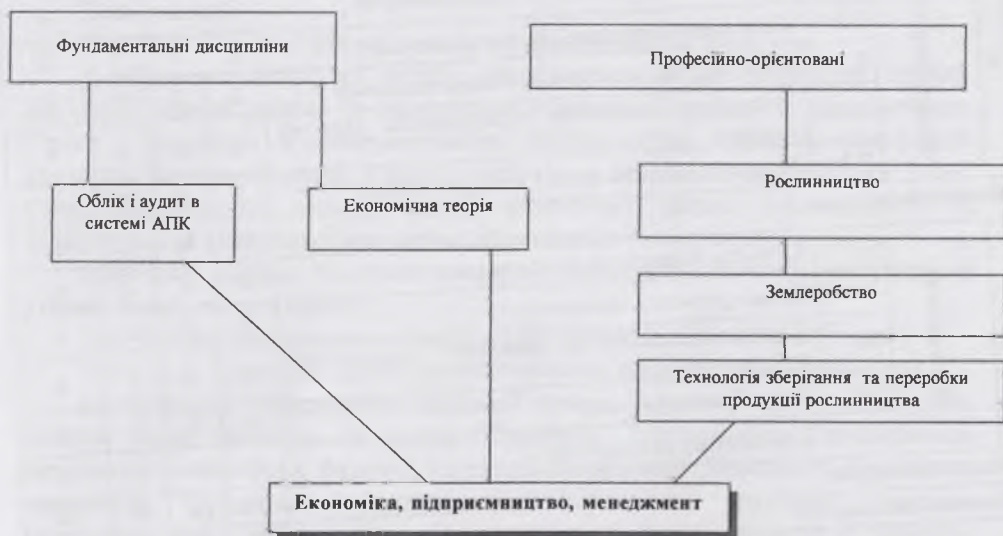 Фундаментальні дисципліни
Професійно-орієнтовані
Облік і аудит в
системі АПК
Економічна теорія
Рослинництво
Землеробство
Технологія зберігання та переробки
продукції рослинництва
Економіка, підприємництво, менеджмент